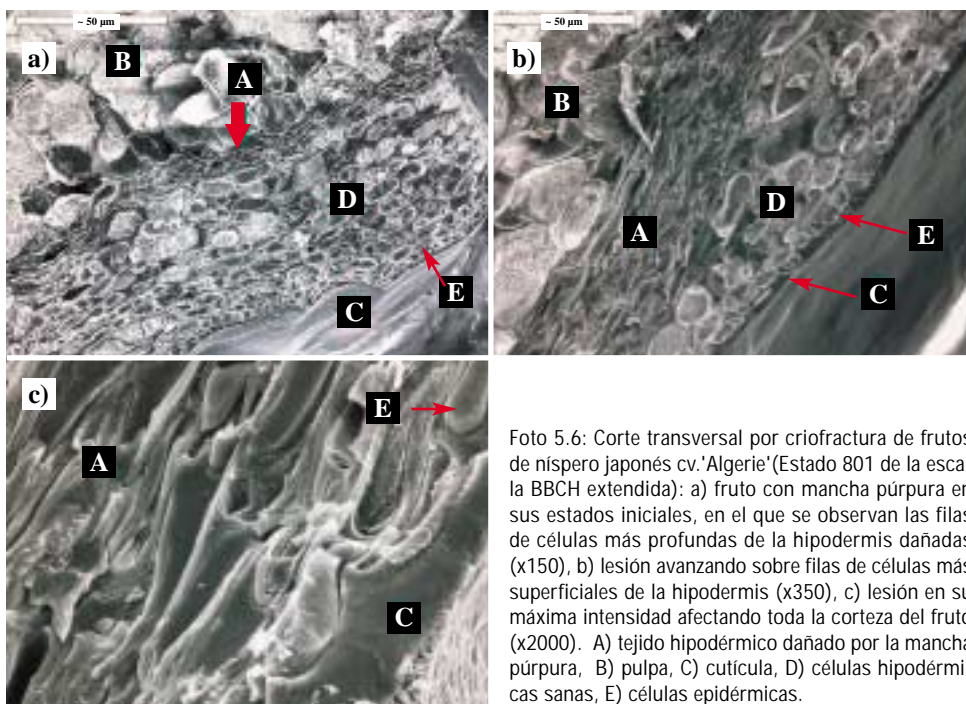 ~ 50 µm
~ 50 µm
a)
B
A
D
E
C
b)
B
A
D
E
C
c)
A
E
C
Foto 5.6: Corte transversal por criofractura de frutos
de níspero japonés cv.'Algerie'(Estado 801 de la esca-
la BBCH extendida): a) fruto con mancha púrpura en
sus estados iniciales, en el que se observan las filas
de células más profundas de la hipodermis dañadas
(x150), b) lesión avanzando sobre filas de células más
superficiales de la hipodermis (x350), c) lesión en su
máxima intensidad afectando toda la corteza del fruto
(x2000). A) tejido hipodérmico dañado por la mancha
púrpura, B) pulpa, C) cutícula, D) células hipodérmi-
cas sanas, E) células epidérmicas.